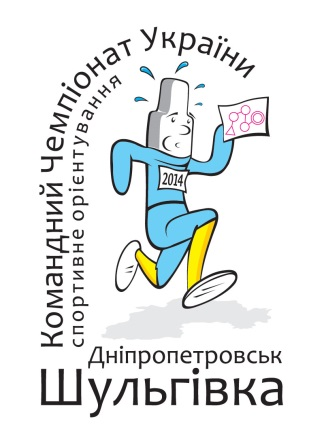 Командний Чемпіонат України
спортивне орієнтування
2014
Дніпропетровськ
Шульгівка